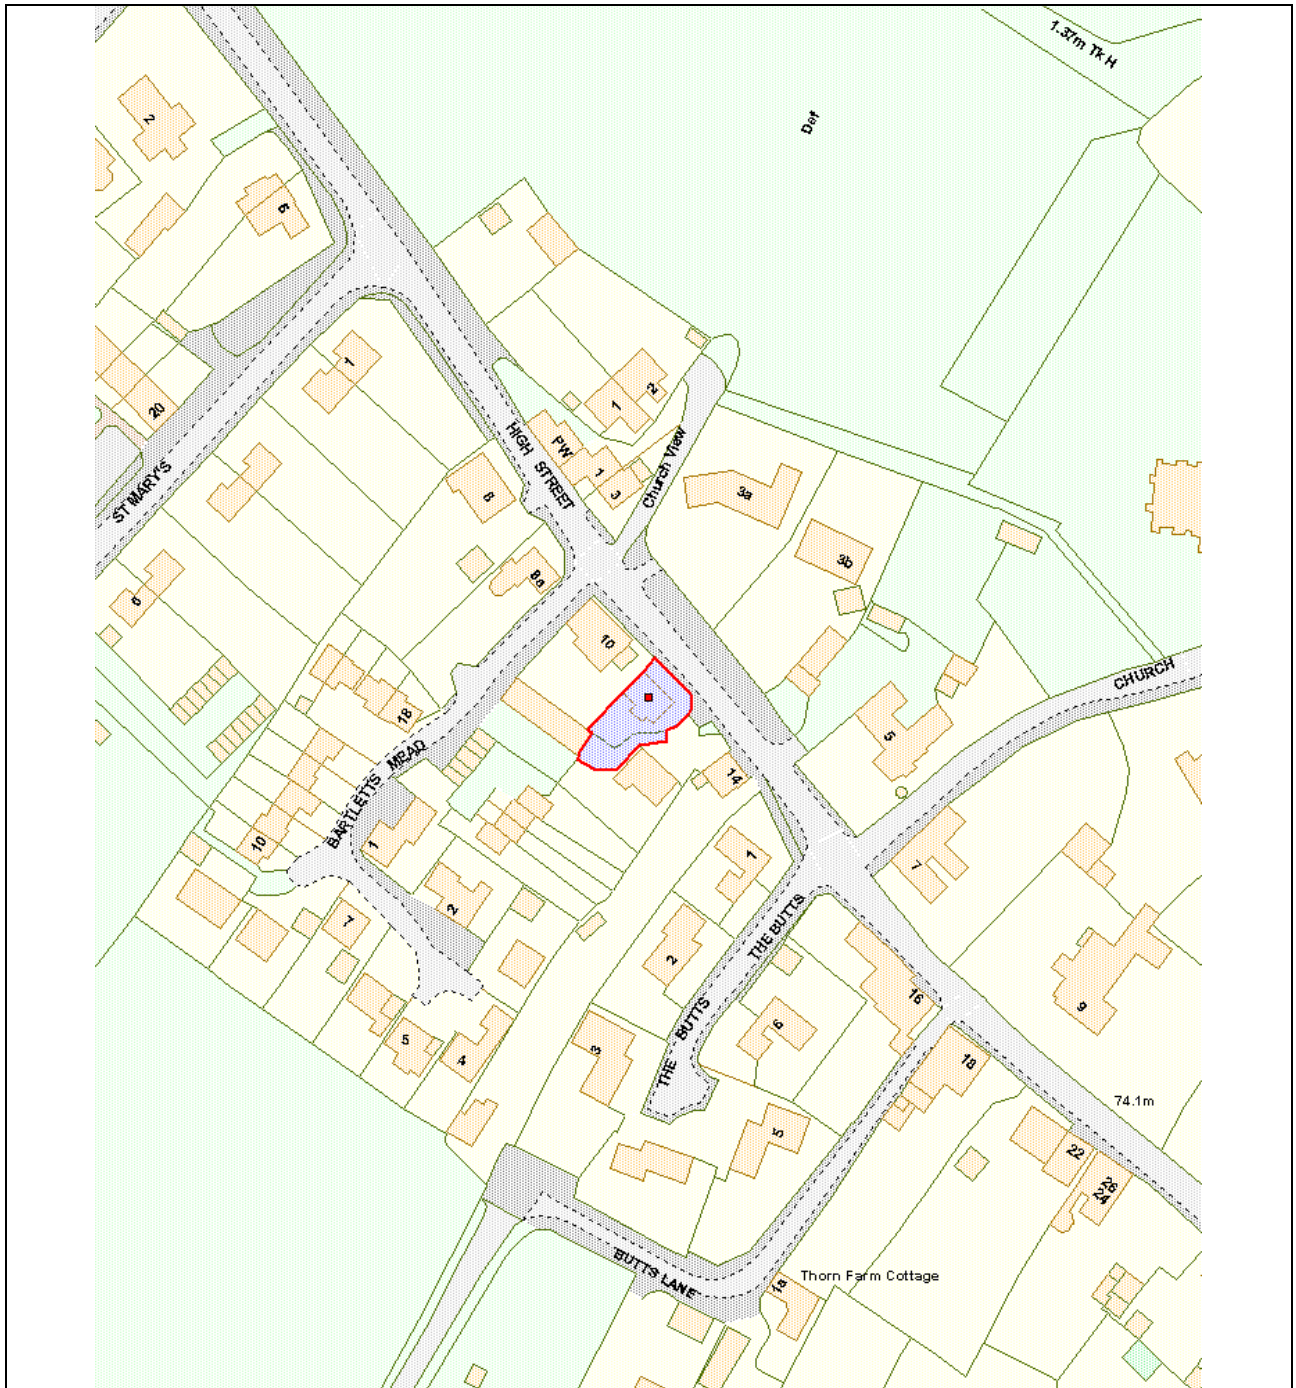 1.37m Tk H
Def
2
6
1
20
ST MARY'S
HIGH STREET
PW
1
3
1
2
Church View
3a
3b
8
8a
6
10
18
BARTLETTS MEAD
10
1
2
7
5
4
14
5
CHURCH
7
9
1
2
3
THE BUTTS
THE BUTTS
6
5
16
18
74.1m
22
26
24
BUTTS LANE
1a
Thorn Farm Cottage